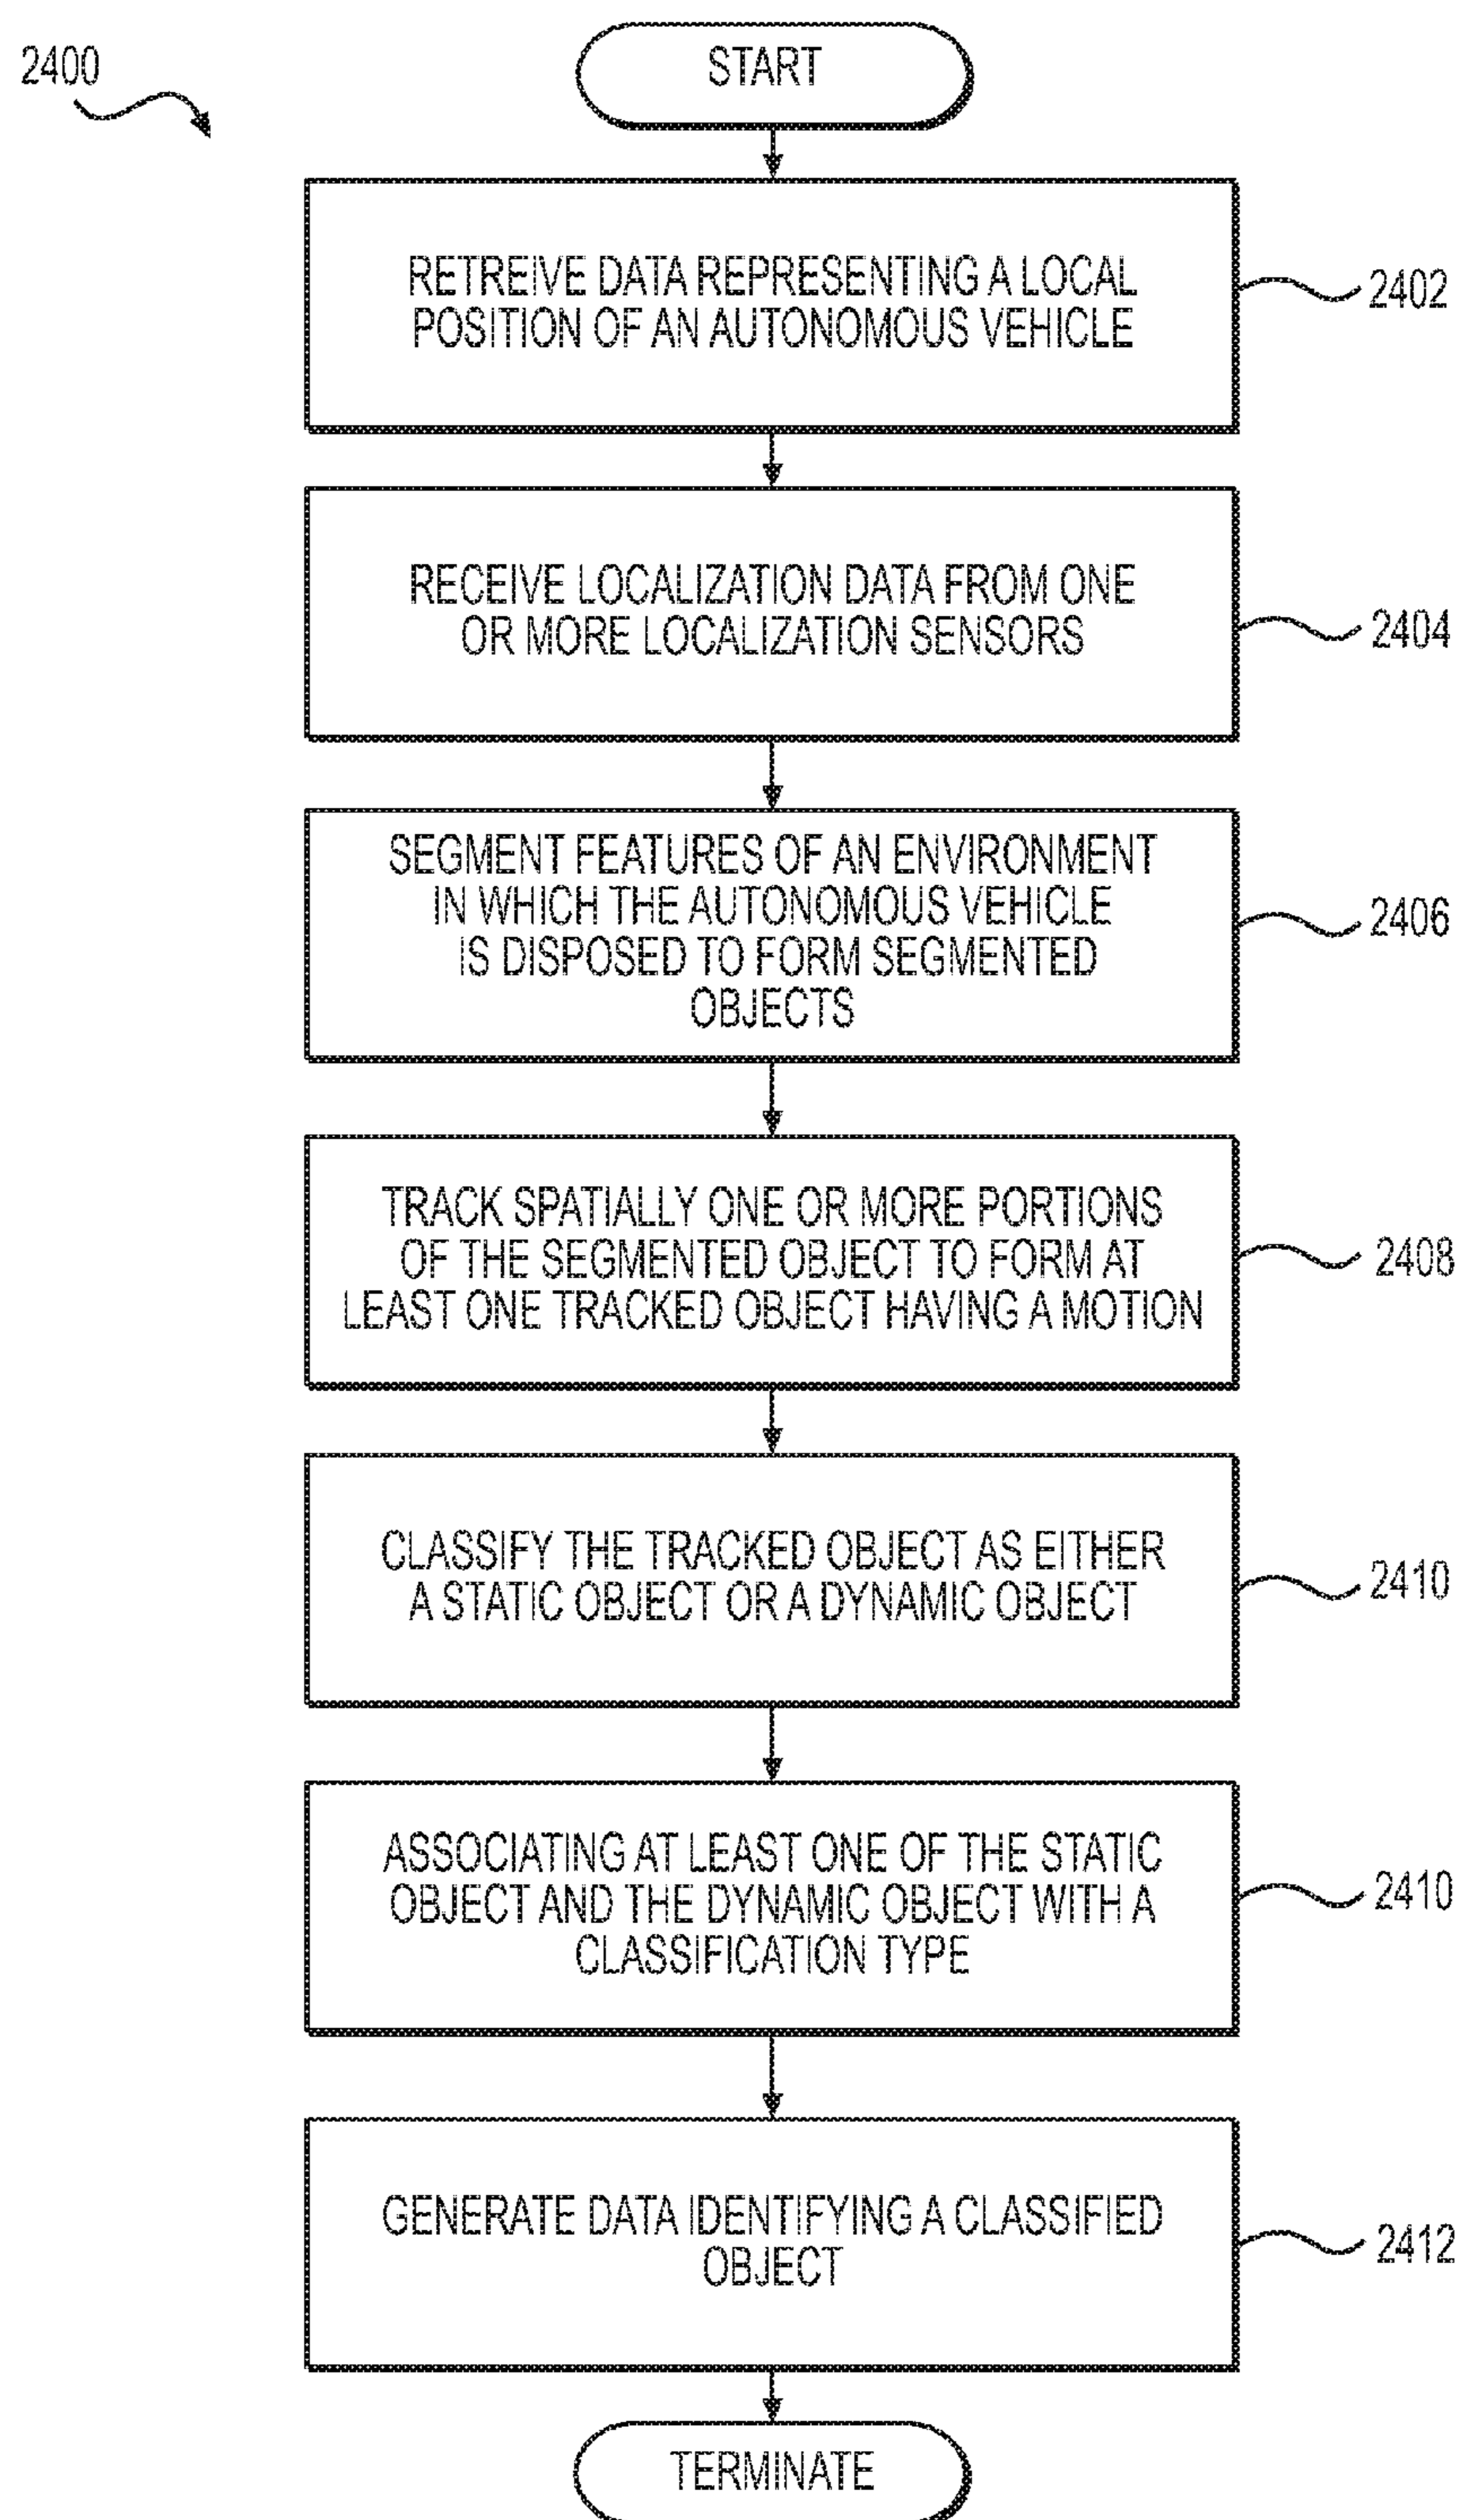 2400
START
RETREIVE DATA REPRESENTING A LOCAL
POSITION OF AN AUTONOMOUS VEHICLE
2402
RECEIVE LOCALIZATION DATA FROM ONE
OR MORE LOCALIZATION SENSORS
2404
SEGMENT FEATURES OF AN ENVIRONMENT
IN WHICH THE AUTONOMOUS VEHICLE
IS DISPOSED TO FORM SEGMENTED
OBJECTS
2406
TRACK SPATIALLY ONE OR MORE PORTIONS
OF THE SEGMENTED OBJECT TO FORM AT
LEAST ONE TRACKED OBJECT HAVING A MOTION
2408
CLASSIFY THE TRACKED OBJECT AS EITHER
A STATIC OBJECT OR A DYNAMIC OBJECT
2410
ASSOCIATING AT LEAST ONE OF THE STATIC
OBJECT AND THE DYNAMIC OBJECT WITH A
CLASSIFICATION TYPE
2410
GENERATE DATA IDENTIFYING A CLASSIFIED
OBJECT
2412
TERMINATE